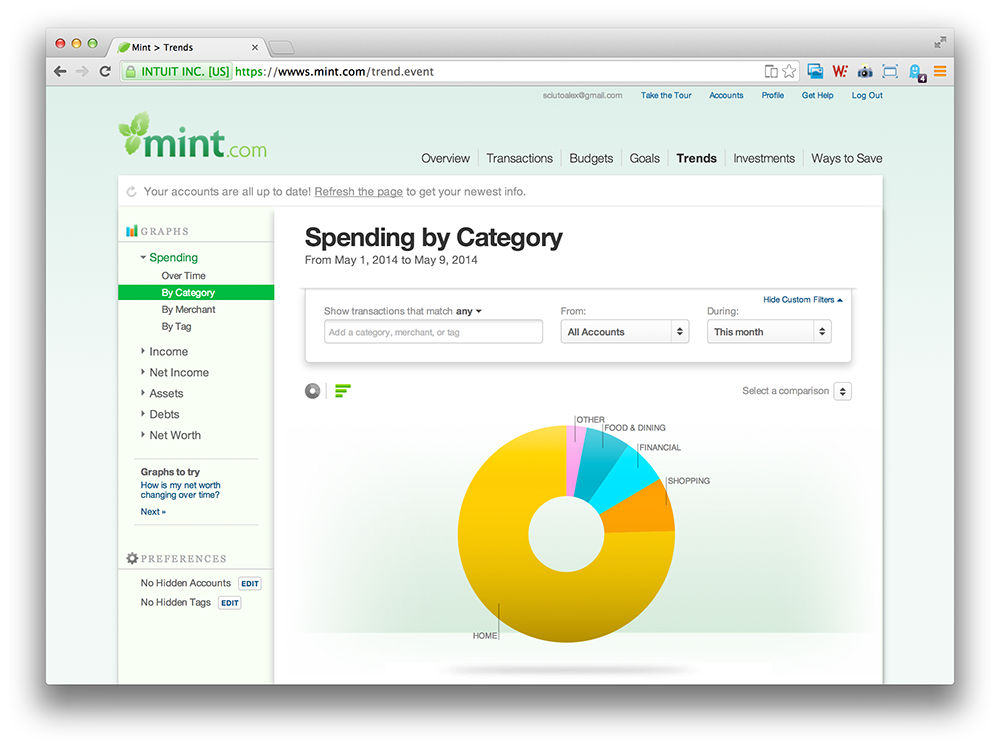 Mint > Trends
INTUIT INC. [US] https://wwws.mint.com/trend.event
4
sciutoalex@gmail.com Take the Tour Accounts Profile Get Help Log Out
mint.com
Overview Transactions Budgets Goals Trends Investments Ways to Save
Your accounts are all up to date! Refresh the page to get your newest info.
GRAPHS
Spending
Over Time
By Category
By Merchant
By Tag
Income
Net Income
Assets
Debts
Net Worth
Graphs to try
How is my net worth
changing over time?
Next »
PREFERENCES
No Hidden Accounts EDIT
No Hidden Tags EDIT
Spending by Category
From May 1, 2014 to May 9, 2014
Hide Custom Filters
Show transactions that match any From: During:
Add a category, merchant, or tag All Accounts This month
Select a comparison
OTHER
FOOD & DINING
FINANCIAL
SHOPPING
HOME